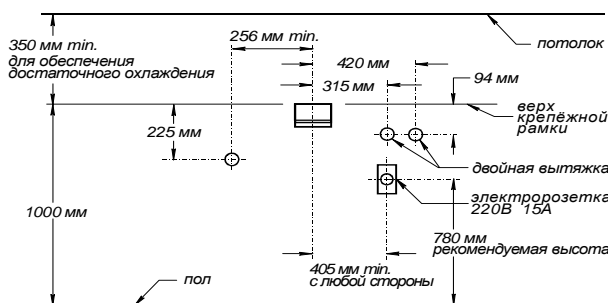 350 мм min.
для обеспечения
достаточного охлаждения
256 мм min.
потолок
420 мм
315 мм
94 мм
верх
крепёжной
рамки
225 мм
двойная вытяжка
электророзетка
220В 15А
1000 мм
780 мм
рекомендуемая высота
405 мм min.
с любой стороны
пол